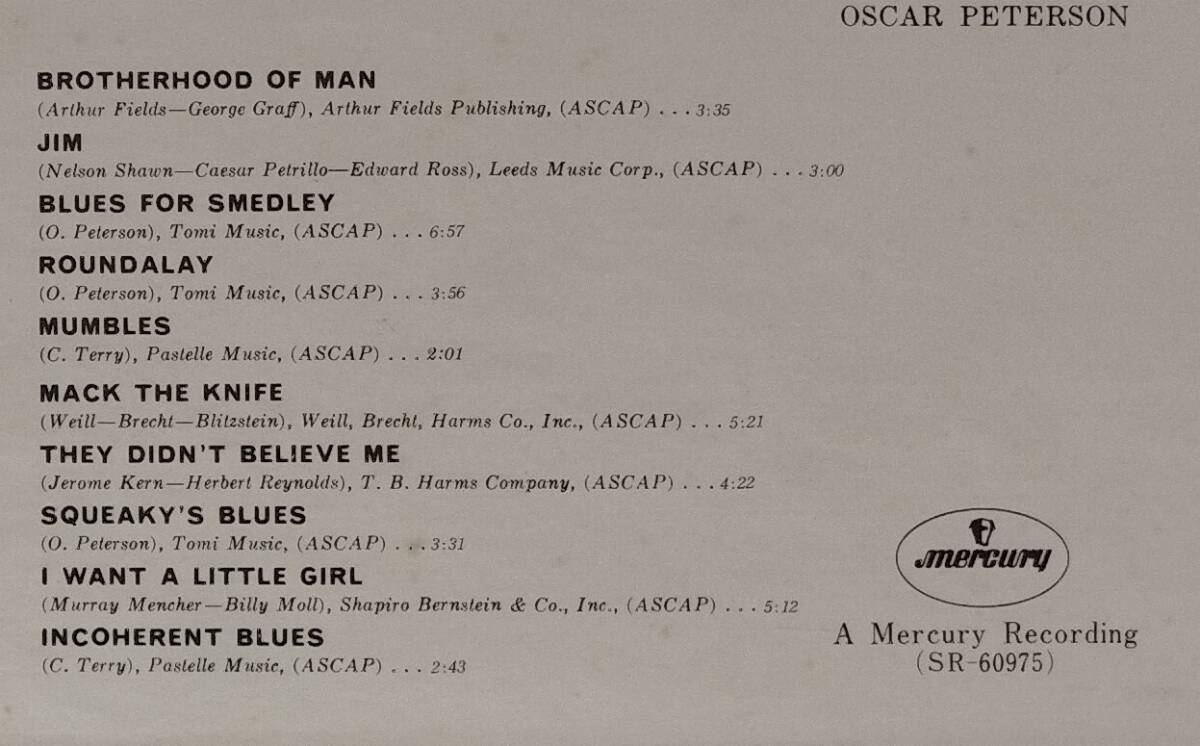 OSCAR PETERSON
BROTHERHOOD OF MAN
(Arthur Fields—George Graff), Arthur Fields Publishing, (ASCAP) . . . 3:35
JIM
(Nelson Shawn—Caesar Petrillo—Edward Ross), Leeds Music Corp., (ASCAP) . . . 3:00
BLUES FOR SMEDLEY
(O. Peterson), Tomi Music, (ASCAP) . . . 6:57
ROUNDALAY
(O. Peterson), Tomi Music, (ASCAP) . . . 3:56
MUMBLES
(C. Terry), Pastelle Music, (ASCAP) . . . 2:01
MACK THE KNIFE
(Weill—Brecht—Blitzstein), Weill, Brecht, Harms Co., Inc., (ASCAP) . . . 5:21
THEY DIDN'T BELIEVE ME
(Jerome Kern—Herbert Reynolds), T. B. Harms Company, (ASCAP) . . . 4:22
SQUEAKY'S BLUES
(O. Peterson), Tomi Music, (ASCAP) . . . 3:31
I WANT A LITTLE GIRL
(Murray Mencher—Billy Moll), Shapiro Bernstein & Co., Inc., (ASCAP) . . . 5:12
INCOHERENT BLUES
(C. Terry), Pastelle Music, (ASCAP) . . . 2:43
mercury
A Mercury Recording
(SR-60975)